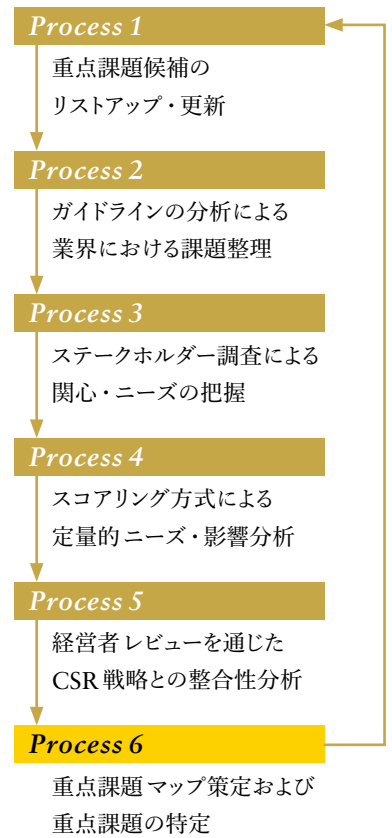 Process 1
重点課題候補の
リストアップ・更新
Process 2
ガイドラインの分析による
業界における課題整理
Process 3
ステークホルダー調査による
関心・ニーズの把握
Process 4
スコアリング方式による
定量的ニーズ・影響分析
Process 5
経営者レビューを通じた
CSR戦略との整合性分析
Process 6
重点課題マップ策定および
重点課題の特定